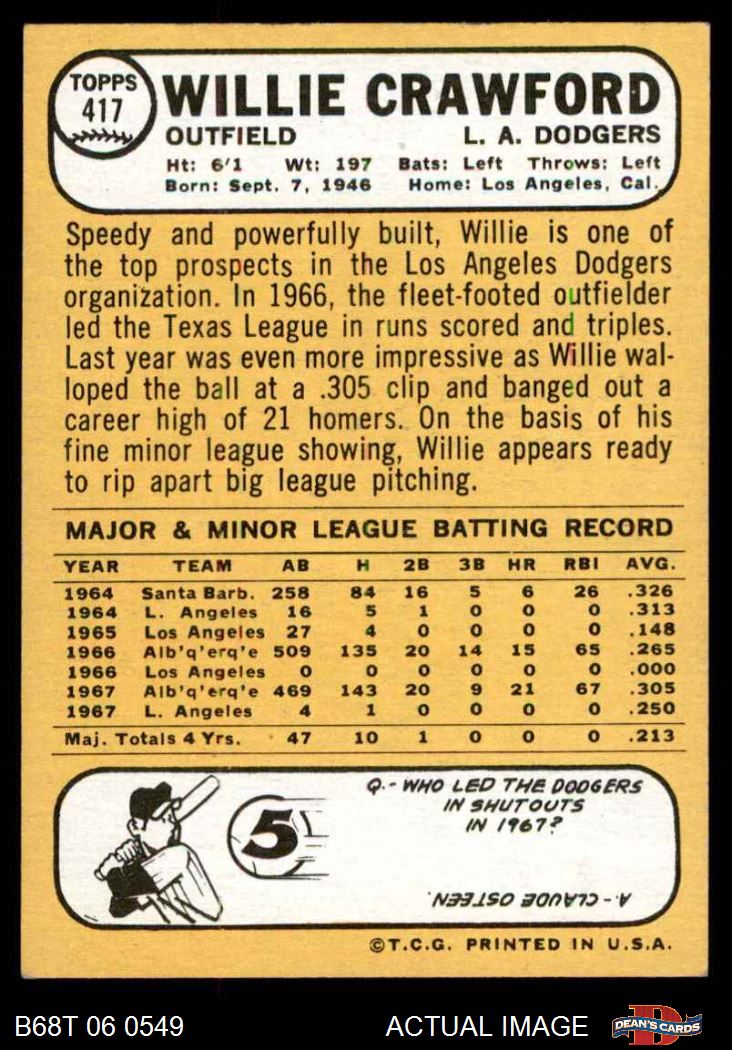 TOPPS
417
WILLIE CRAWFORD
OUTFIELD L. A. DODGERS
Ht: 6'1 Wt: 197 Bats: Left Throws: Left
Born: Sept. 7, 1946 Home: Los Angeles, Cal.
Speedy and powerfully built, Willie is one of
the top prospects in the Los Angeles Dodgers
organization. In 1966, the fleet-footed outfielder
led the Texas League in runs scored and triples.
Last year was even more impressive as Willie wal-
loped the ball at a .305 clip and banged out a
career high of 21 homers. On the basis of his
fine minor league showing, Willie appears ready
to rip apart big league pitching.
MAJOR & MINOR LEAGUE BATTING RECORD
YEAR TEAM AB H 2B 3B HR RBI AVG.
1964 Santa Barb. 258 84 16 5 6 26 .326
1964 L. Angeles 16 5 1 0 0 0 .313
1965 Los Angeles 27 4 0 0 0 0 .148
1966 Alb'q'erq'e 509 135 20 14 15 65 .265
1966 Los Angeles 0 0 0 0 0 0 .000
1967 Alb'q'erq'e 469 143 20 9 21 67 .305
1967 L. Angeles 4 1 0 0 0 0 .250
Maj. Totals 4 Yrs. 47 10 1 0 0 0 .213
5
Q.- WHO LED THE DODGERS
IN SHUTOUTS
IN 1967?
A- CLAUDE OSTEEN.
©T.C.G. PRINTED IN U.S.A.
B68T 06 0549 ACTUAL IMAGE
D
DEAN'S CARDS